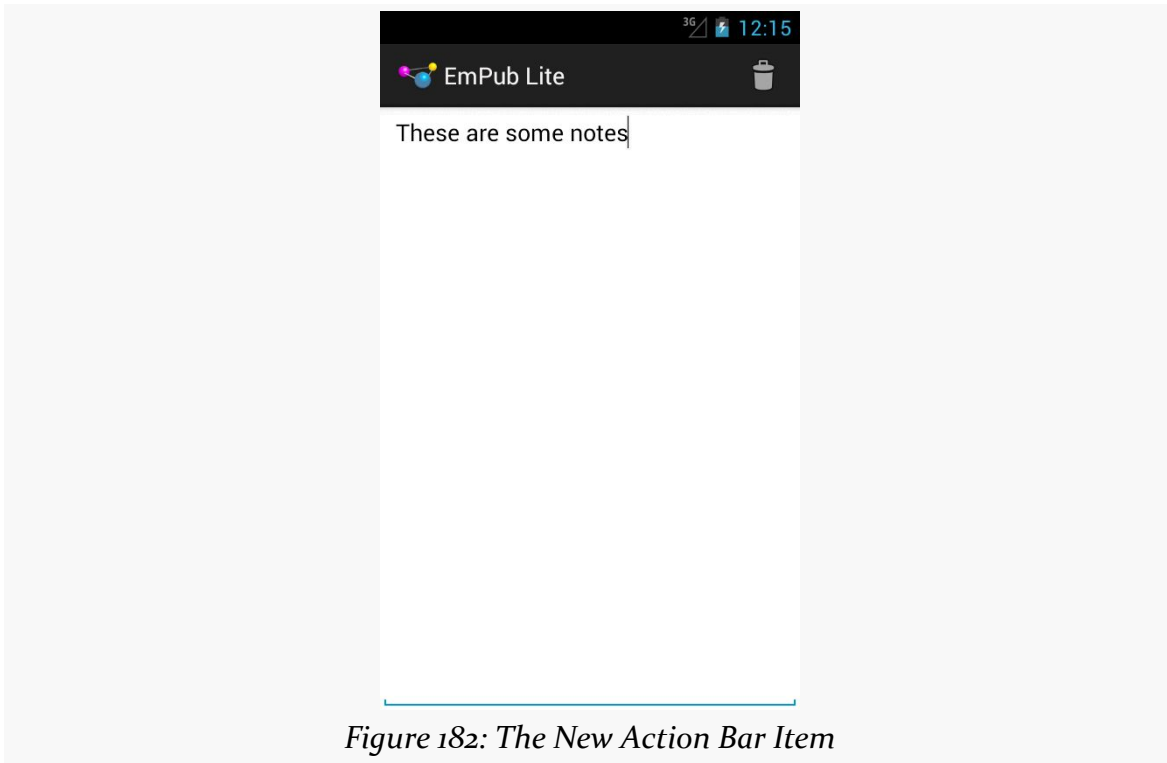 3G 12:15
EmPub Lite
These are some notes
Figure 182: The New Action Bar Item